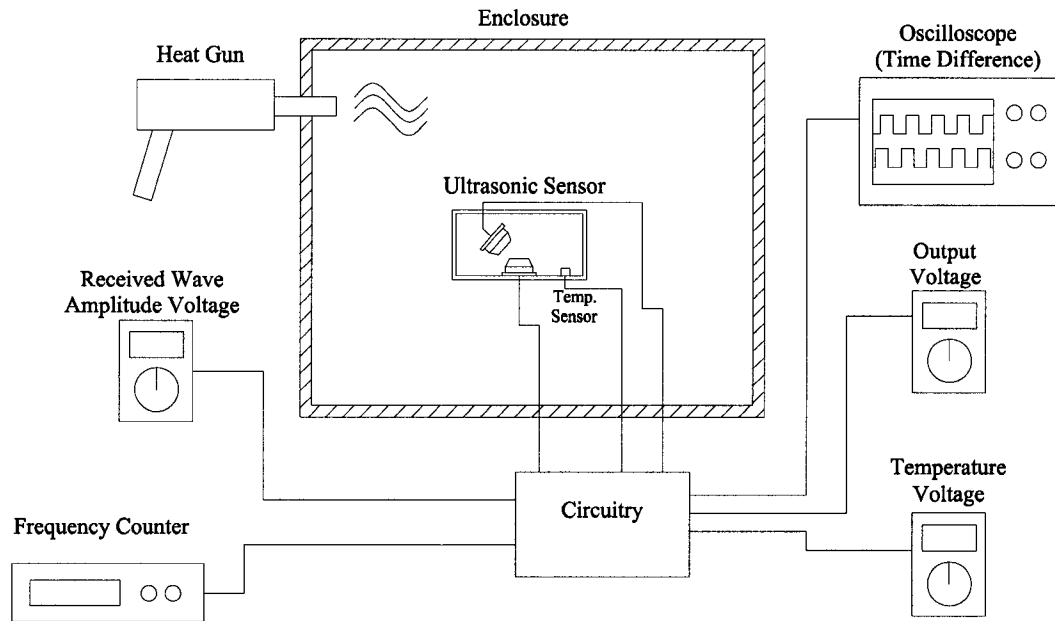 Enclosure
Heat Gun
Oscilloscope
(Time Difference)
Ultrasonic Sensor
Temp.
Sensor
Received Wave
Amplitude Voltage
Output
Voltage
Circuitry
Temperature
Voltage
Frequency Counter